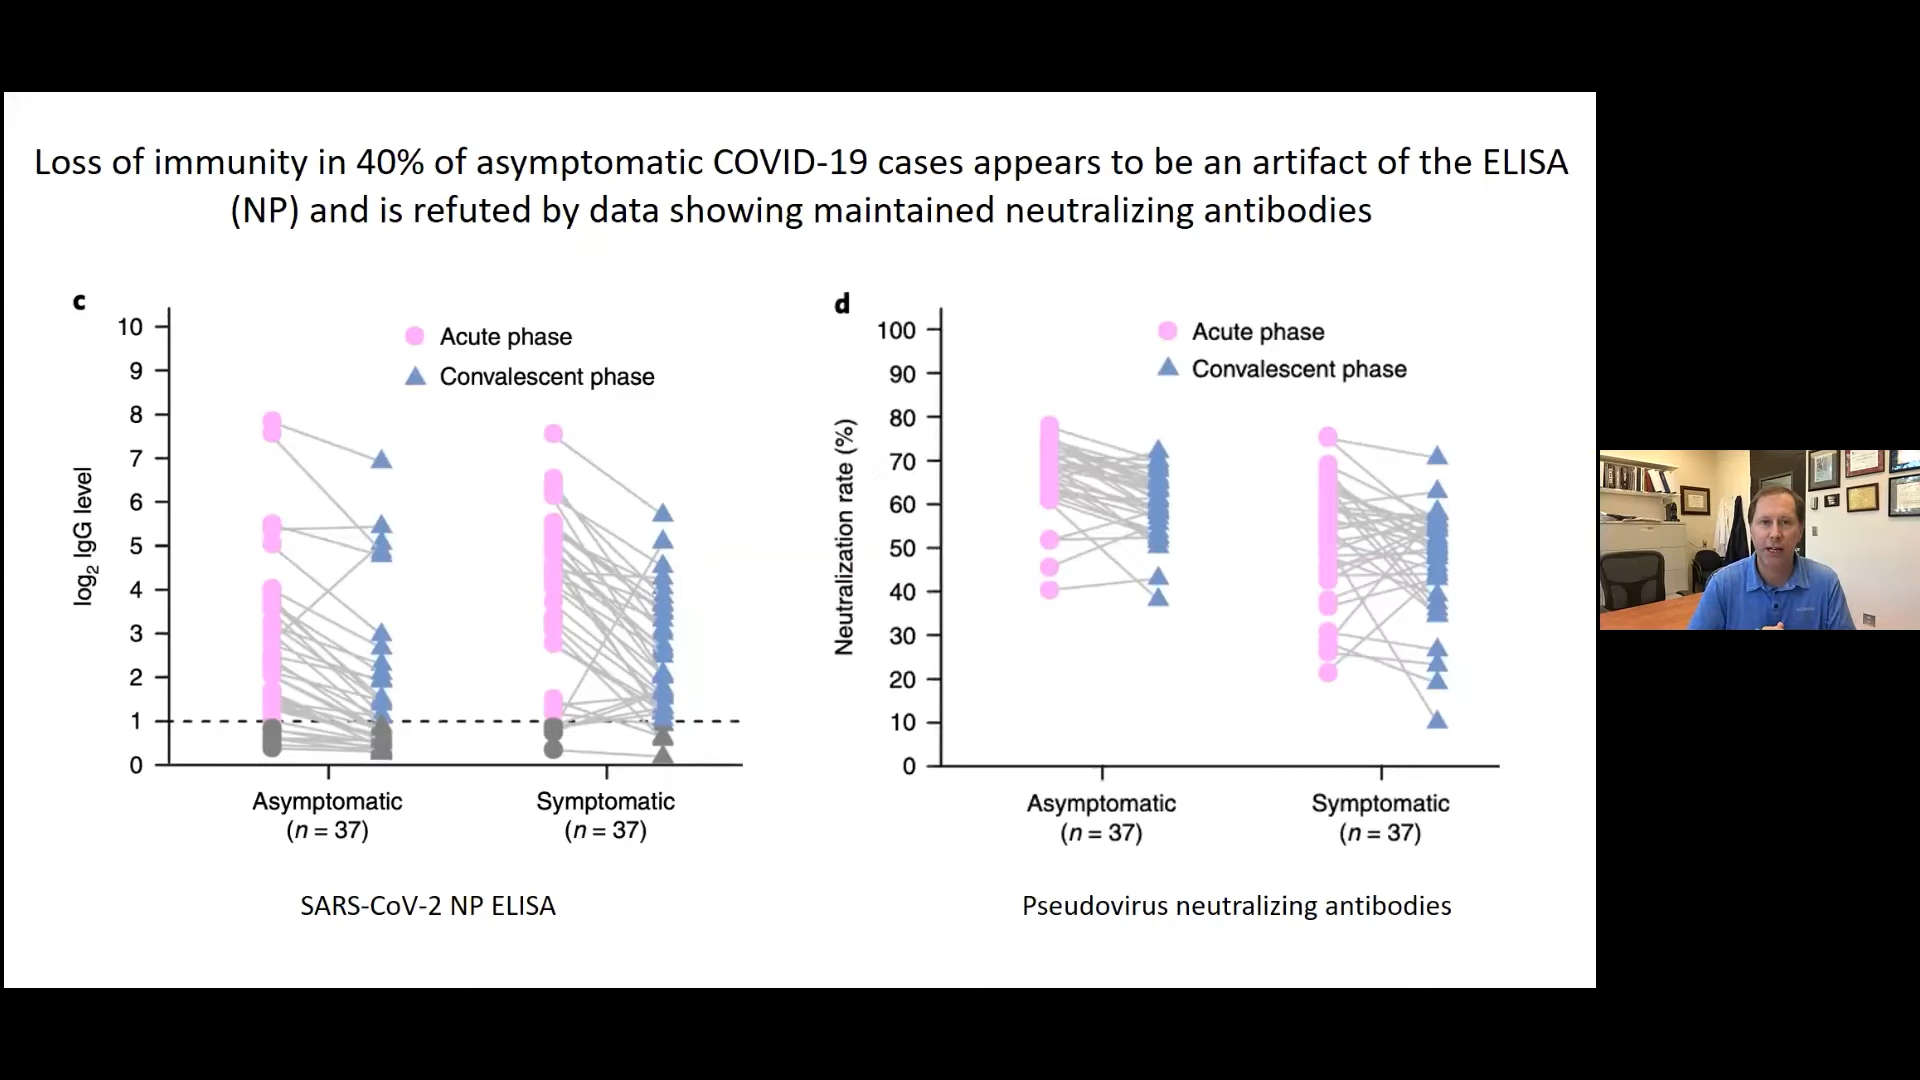 Loss of immunity in 40% of asymptomatic COVID-19 cases appears to be an artifact of the ELISA
(NP) and is refuted by data showing maintained neutralizing antibodies
c
10
9
8
7
6
5
4
3
2
1
0
log2 IgG level
Acute phase
Convalescent phase
Asymptomatic
(n = 37)
Symptomatic
(n = 37)
SARS-CoV-2 NP ELISA
d
100
90
80
70
60
50
40
30
20
10
0
Neutralization rate (%)
Acute phase
Convalescent phase
Asymptomatic
(n = 37)
Symptomatic
(n = 37)
Pseudovirus neutralizing antibodies